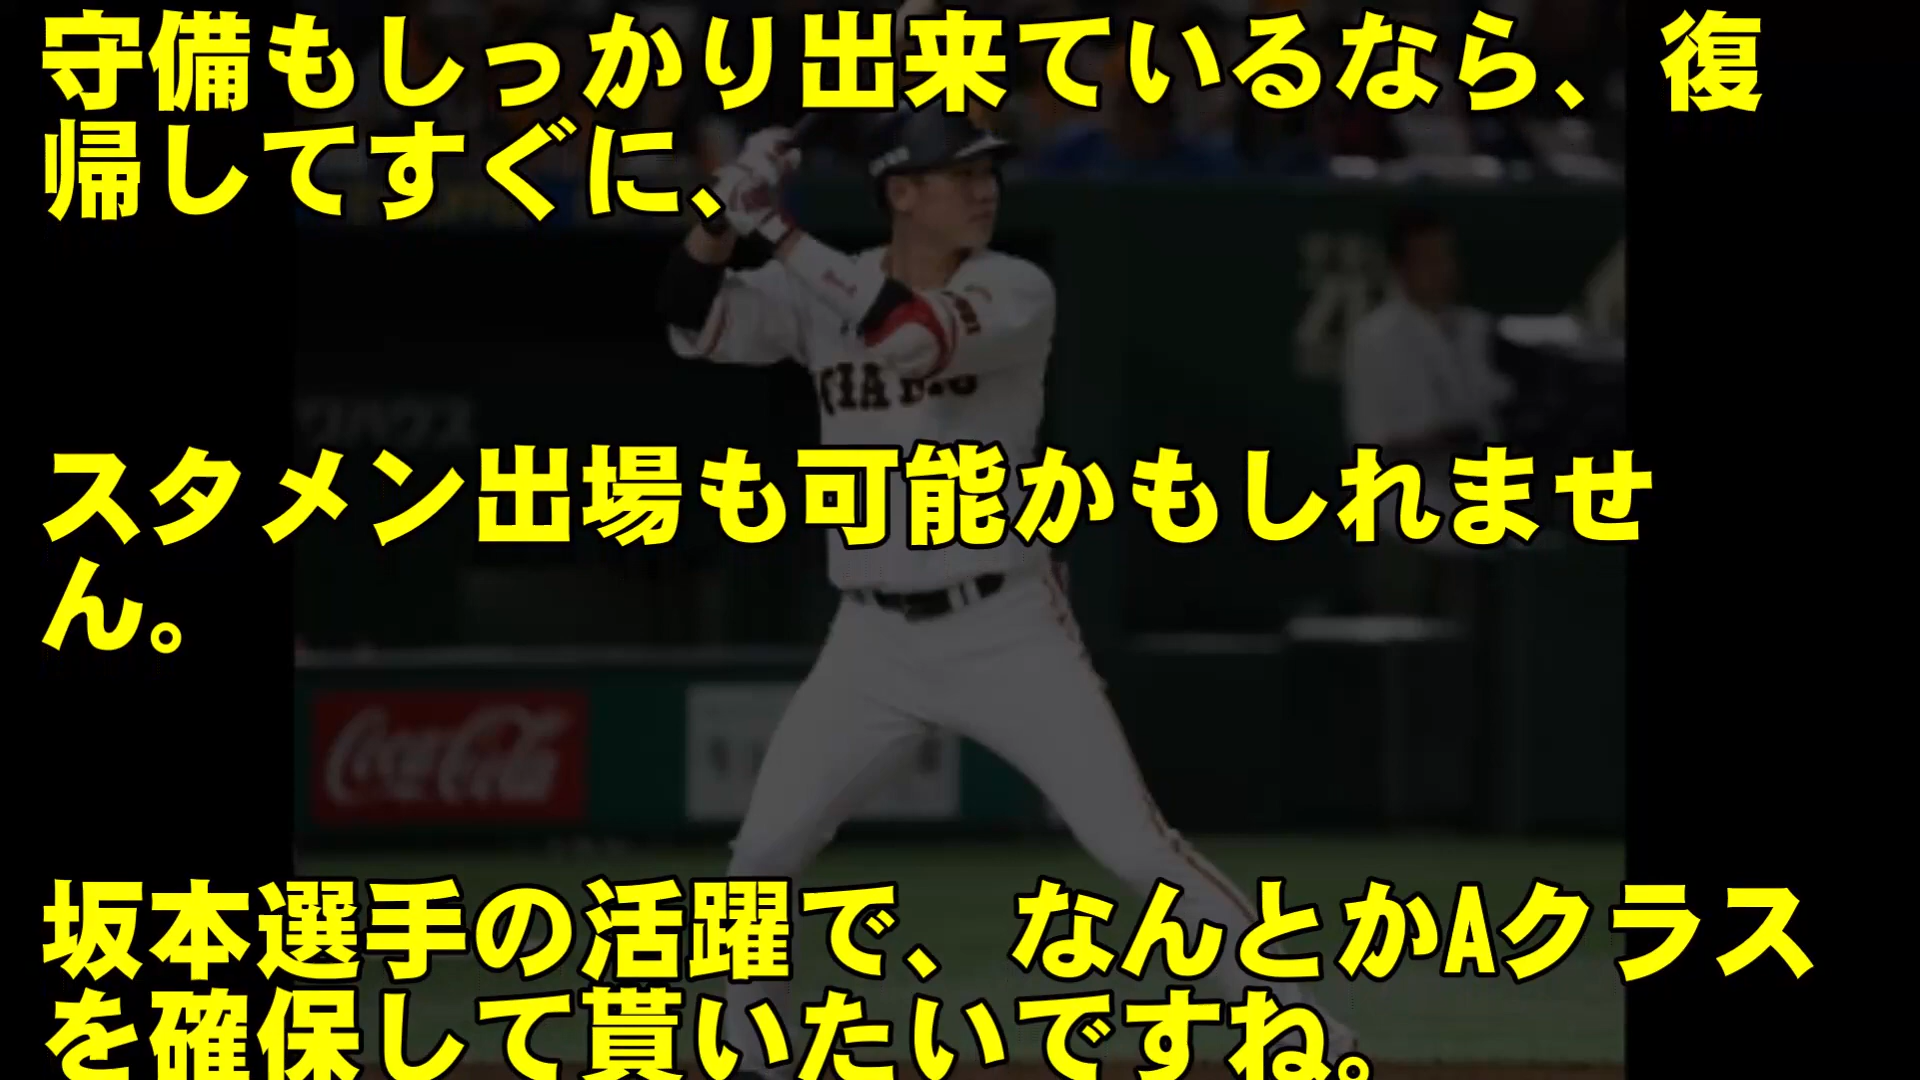 守備もしっかり出来ているなら、復
帰してすぐに、
スタメン出場も可能かもしれませ
ん。
Coca-Cola
坂本選手の活躍で、なんとかAクラス
を確保して貰いたいですね。